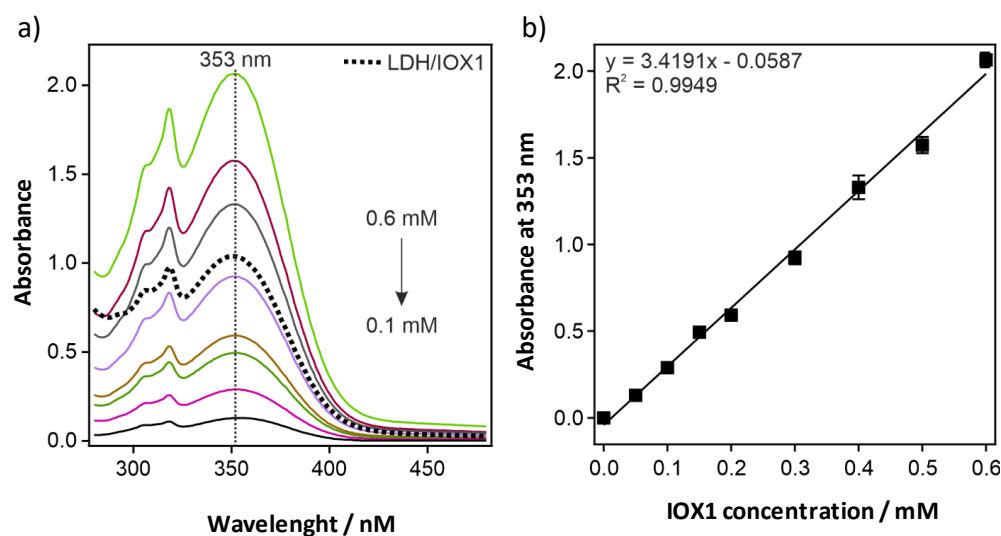 a)
353 nm
LDH/IOX1
2.0
1.5
1.0
0.5
0.0
0.6 mM
0.1 mM
300
350
400
450
Absorbance
Wavelenght / nM
b)
y = 3.4191x - 0.0587
R² = 0.9949
2.0
1.5
1.0
0.5
0.0
0.0
0.1
0.2
0.3
0.4
0.5
0.6
Absorbance at 353 nm
IOX1 concentration / mM